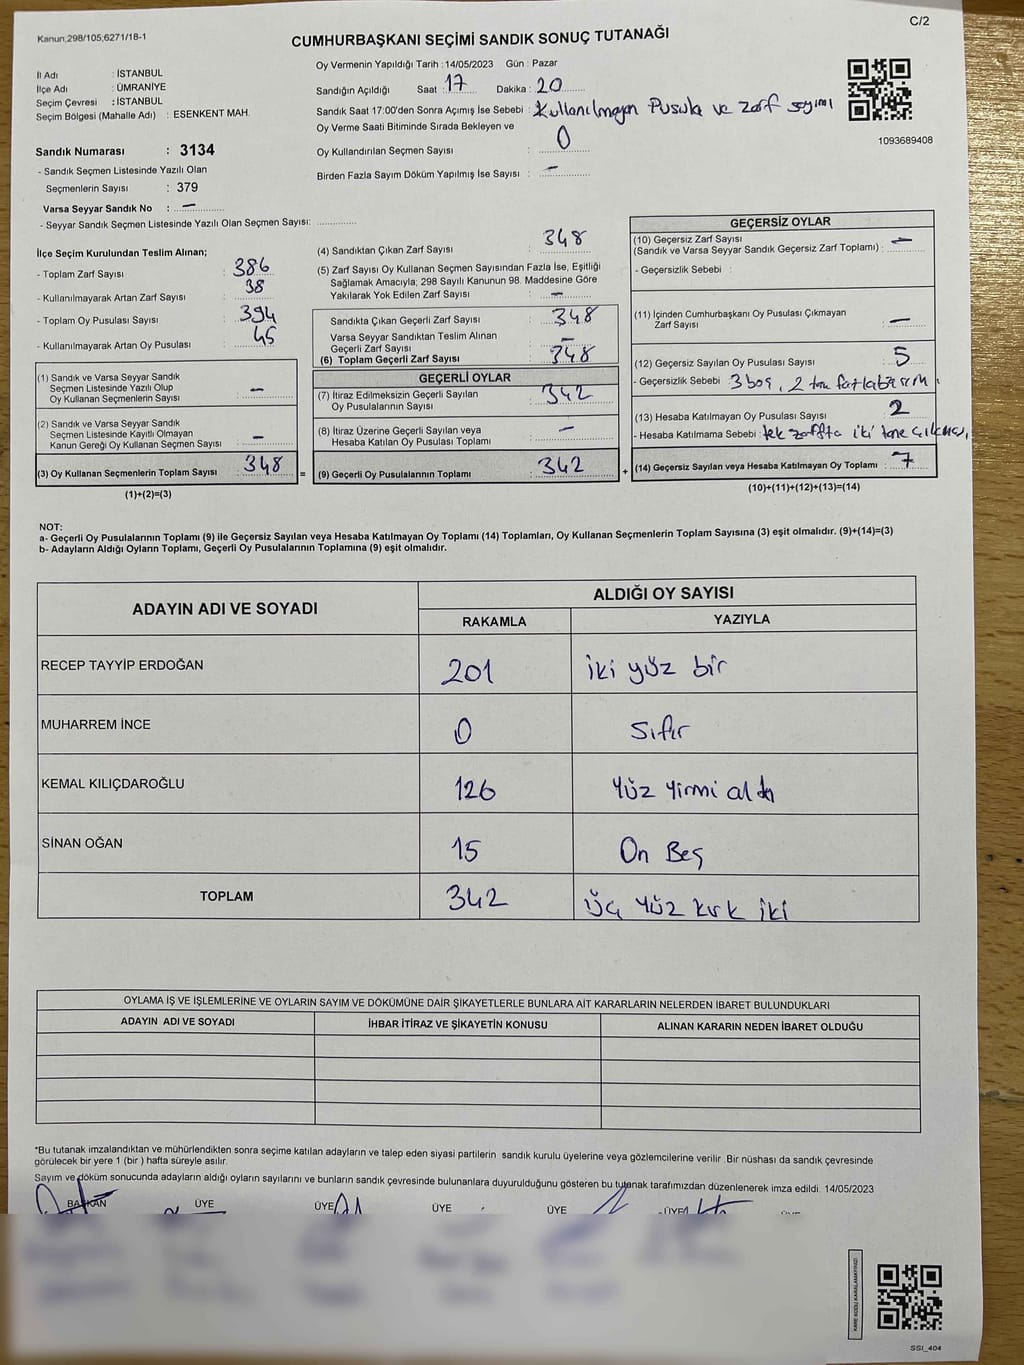 Kanun;298/105;6271/18-1
C/2
CUMHURBAŞKANI SEÇİMİ SANDIK SONUÇ TUTANAĞI
İl Adı : İSTANBUL
İlçe Adı : ÜMRANİYE
Seçim Çevresi : İSTANBUL
Seçim Bölgesi (Mahalle Adı) : ESENKENT MAH.
Sandık Numarası : 3134
- Sandık Seçmen Listesinde Yazılı Olan
Seçmenlerin Sayısı : 379
Varsa Seyyar Sandık No : —
- Seyyar Sandık Seçmen Listesinde Yazılı Olan Seçmen Sayısı:
Oy Vermenin Yapıldığı Tarih : 14/05/2023 Gün : Pazar
Sandığın Açıldığı Saat : 17 Dakika : 20
Sandık Saat 17:00'den Sonra Açımış İse Sebebi : Kullanılmayan Pusula ve zarf sayımı
Oy Verme Saati Bitiminde Sırada Bekleyen ve
Oy Kullandırılan Seçmen Sayısı : 0
Birden Fazla Sayım Döküm Yapılmış İse Sayısı : —
1093689408
İlçe Seçim Kurulundan Teslim Alınan;
- Toplam Zarf Sayısı : 386
- Kullanılmayarak Artan Zarf Sayısı : 38
- Toplam Oy Pusulası Sayısı : 394
- Kullanılmayarak Artan Oy Pusulası : 45
(1) Sandık ve Varsa Seyyar Sandık
Seçmen Listesinde Yazılı Olup
Oy Kullanan Seçmenlerin Sayısı : —
(2) Sandık ve Varsa Seyyar Sandık
Seçmen Listesinde Kayıtlı Olmayan
Kanun Gereği Oy Kullanan Seçmen Sayısı : —
(3) Oy Kullanan Seçmenlerin Toplam Sayısı : 348 =
(1)+(2)=(3)
(4) Sandıktan Çıkan Zarf Sayısı : 348
(5) Zarf Sayısı Oy Kullanan Seçmen Sayısından Fazla İse, Eşitliği
Sağlamak Amacıyla; 298 Sayılı Kanunun 98. Maddesine Göre
Yakılarak Yok Edilen Zarf Sayısı : —
Sandıkta Çıkan Geçerli Zarf Sayısı : 348
Varsa Seyyar Sandıktan Teslim Alınan
Geçerli Zarf Sayısı : —
(6) Toplam Geçerli Zarf Sayısı : 348
GEÇERLİ OYLAR
(7) İtiraz Edilmeksizin Geçerli Sayılan
Oy Pusulalarının Sayısı : 342
(8) İtiraz Üzerine Geçerli Sayılan veya
Hesaba Katılan Oy Pusulası Toplamı : —
(9) Geçerli Oy Pusulalarının Toplamı : 342 +
GEÇERSİZ OYLAR
(10) Geçersiz Zarf Sayısı
(Sandık ve Varsa Seyyar Sandık Geçersiz Zarf Toplamı) : —
- Geçersizlik Sebebi :
(11) İçinden Cumhurbaşkanı Oy Pusulası Çıkmayan
Zarf Sayısı : —
(12) Geçersiz Sayılan Oy Pusulası Sayısı : 5
- Geçersizlik Sebebi : 3 boş, 2
(13) Hesaba Katılmayan Oy Pusulası Sayısı : 2
- Hesaba Katılmama Sebebi : tek zarfta iki tane çıkması,
(14) Geçersiz Sayılan veya Hesaba Katılmayan Oy Toplamı : 7
(10)+(11)+(12)+(13)=(14)
NOT:
a- Geçerli Oy Pusulalarının Toplamı (9) ile Geçersiz Sayılan veya Hesaba Katılmayan Oy Toplamı (14) Toplamları, Oy Kullanan Seçmenlerin Toplam Sayısına (3) eşit olmalıdır. (9)+(14)=(3)
b- Adayların Aldığı Oyların Toplamı, Geçerli Oy Pusulalarının Toplamına (9) eşit olmalıdır.
ADAYIN ADI VE SOYADI
ALDIĞI OY SAYISI
RAKAMLA YAZIYLA
RECEP TAYYİP ERDOĞAN 201 iki yüz bir
MUHARREM İNCE 0 Sıfır
KEMAL KILIÇDAROĞLU 126 Yüz Yirmi altı
SİNAN OĞAN 15 On Beş
TOPLAM 342 Üç Yüz kırk iki
OYLAMA İŞ VE İŞLEMLERİNE VE OYLARIN SAYIM VE DÖKÜMÜNE DAİR ŞİKAYETLERLE BUNLARA AİT KARARLARIN NELERDEN İBARET BULUNDUKLARI
ADAYIN ADI VE SOYADI İHBAR İTİRAZ VE ŞİKAYETİN KONUSU ALINAN KARARIN NEDEN İBARET OLDUĞU
*Bu tutanak imzalandıktan ve mühürlendikten sonra seçime katılan adayların ve talep eden siyasi partilerin sandık kurulu üyelerine veya gözlemcilerine verilir .Bir nüshası da sandık çevresinde
görülecek bir yere 1 (bir ) hafta süreyle asılır.
Sayım ve döküm sonucunda adayların aldığı oyların sayılarını ve bunların sandık çevresinde bulunanlara duyurulduğunu gösteren bu tutanak tarafımızdan düzenlenerek imza edildi. 14/05/2023
BAŞKAN ÜYE ÜYE ÜYE ÜYE ÜYE ÜYE
KARE KODU KARALAMAYINIZ!
SSI_404